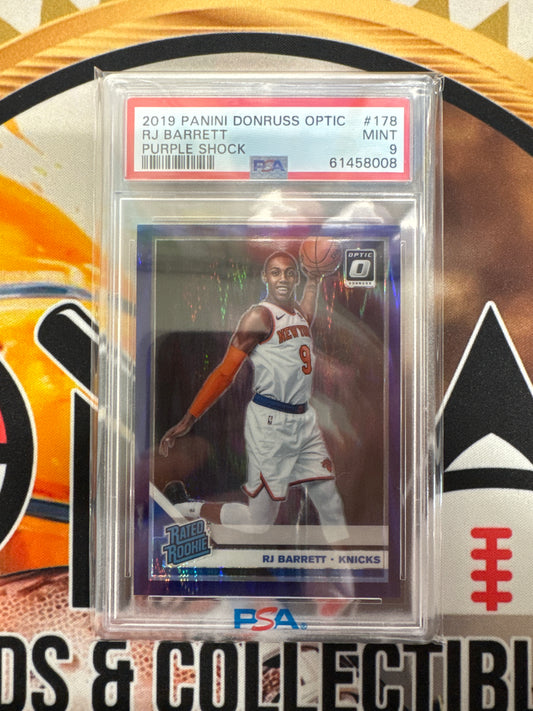 2019 PANINI DONRUSS OPTIC #178
RJ BARRETT MINT
PURPLE SHOCK PSA 9
61458008
OPTIC
DONRUSS
NEW YORK
9
RATED
ROOKIE
RJ BARRETT • KNICKS
PSA
DS & COLLECTIBL